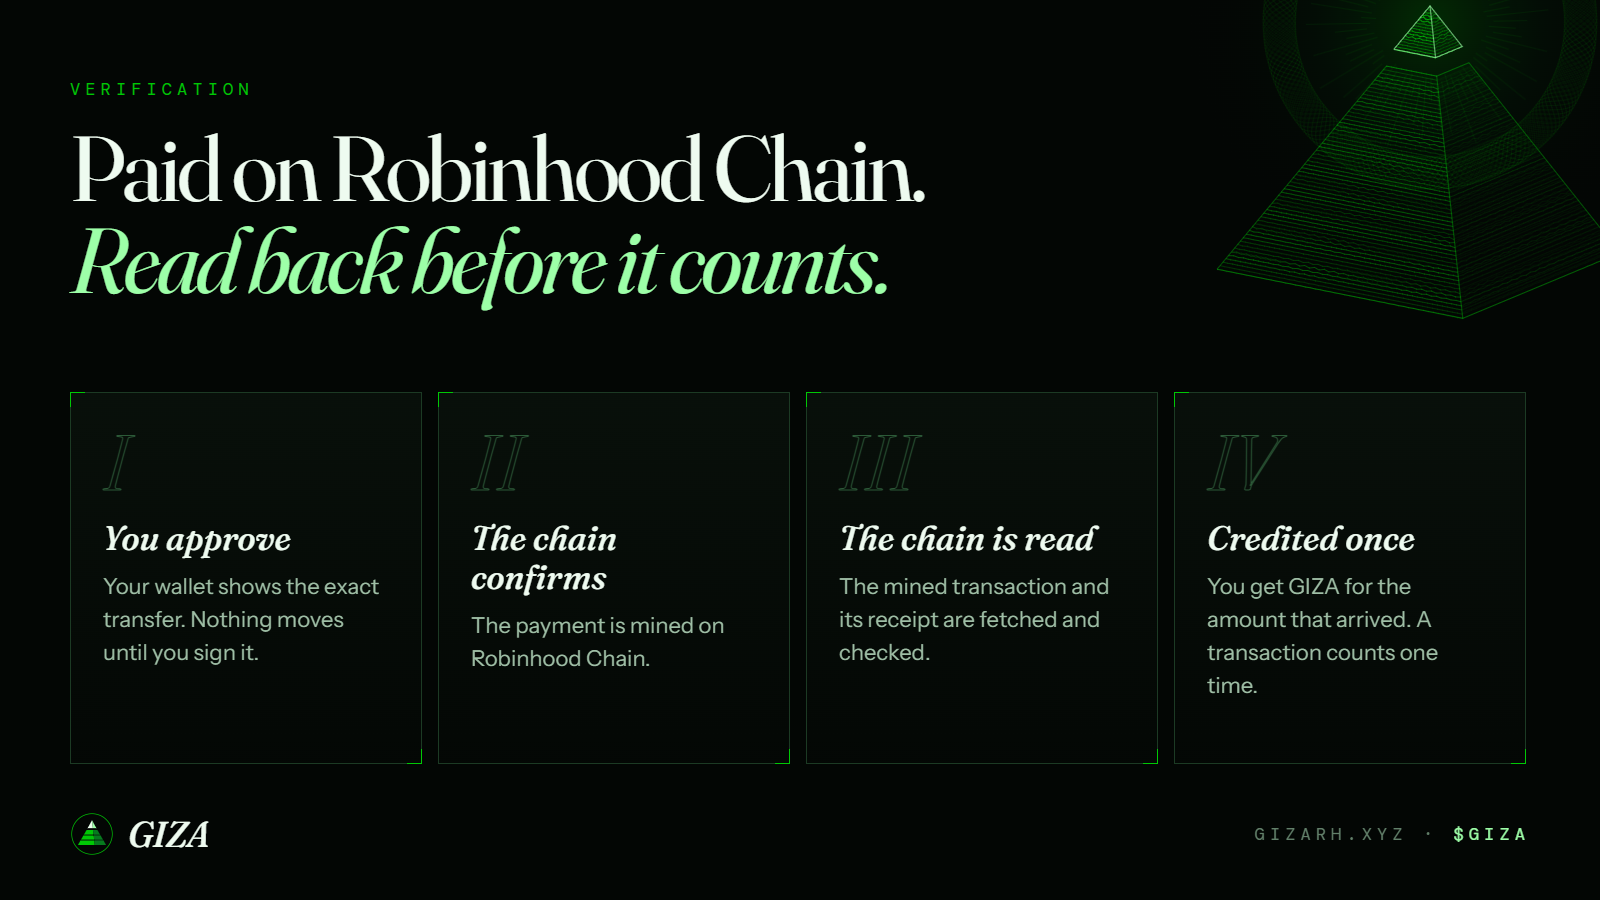 VERIFICATION
Paid on Robinhood Chain.
Read back before it counts.
I
You approve
Your wallet shows the exact
transfer. Nothing moves
until you sign it.
II
The chain
confirms
The payment is mined on
Robinhood Chain.
III
The chain is read
The mined transaction and
its receipt are fetched and
checked.
IV
Credited once
You get GIZA for the
amount that arrived. A
transaction counts one
time.
GIZA
GIZARH.XYZ · $GIZA